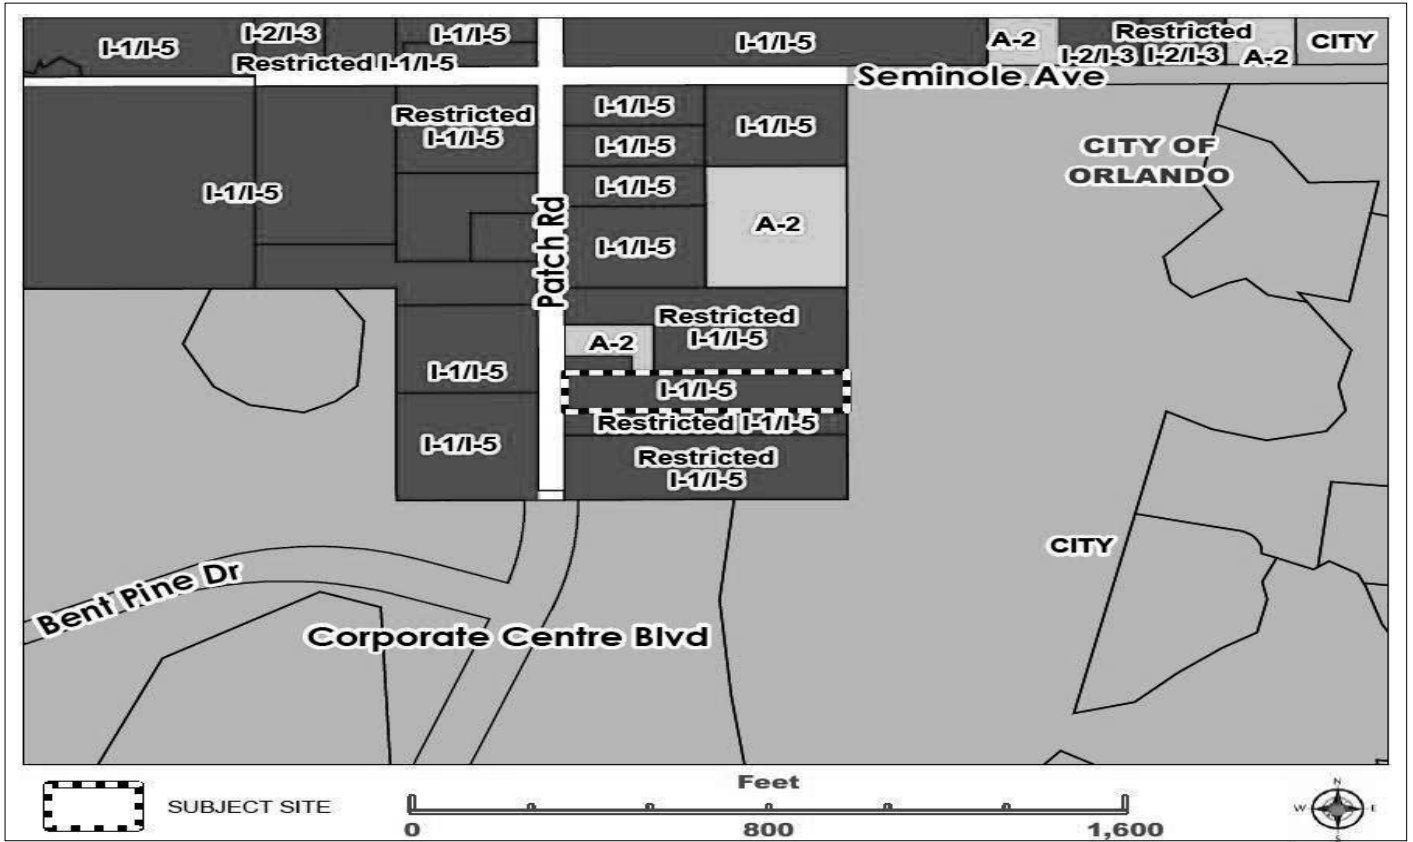 I-1/I-5
I-2/I-3
I-1/I-5
Restricted I-1/I-5
I-1/I-5
A-2
Restricted
I-2/I-3 I-2/I-3
A-2
CITY
Seminole Ave
Restricted
I-1/I-5
I-1/I-5
I-1/I-5
I-1/I-5
I-1/I-5
I-1/I-5
I-1/I-5
A-2
CITY OF
ORLANDO
Patch Rd
Restricted
I-1/I-5
A-2
I-1/I-5
I-1/I-5
Restricted I-1/I-5
I-1/I-5
Restricted
I-1/I-5
CITY
Bent Pine Dr
Corporate Centre Blvd
SUBJECT SITE
Feet
0 800 1,600
N
W E
S